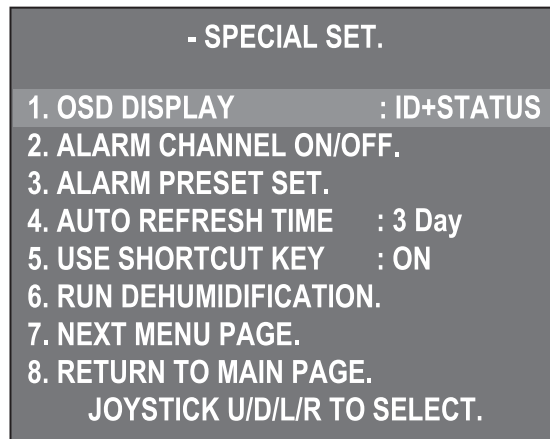 - SPECIAL SET.
1. OSD DISPLAY : ID+STATUS
2. ALARM CHANNEL ON/OFF.
3. ALARM PRESET SET.
4. AUTO REFRESH TIME : 3 Day
5. USE SHORTCUT KEY : ON
6. RUN DEHUMIDIFICATION.
7. NEXT MENU PAGE.
8. RETURN TO MAIN PAGE.
JOYSTICK U/D/L/R TO SELECT.